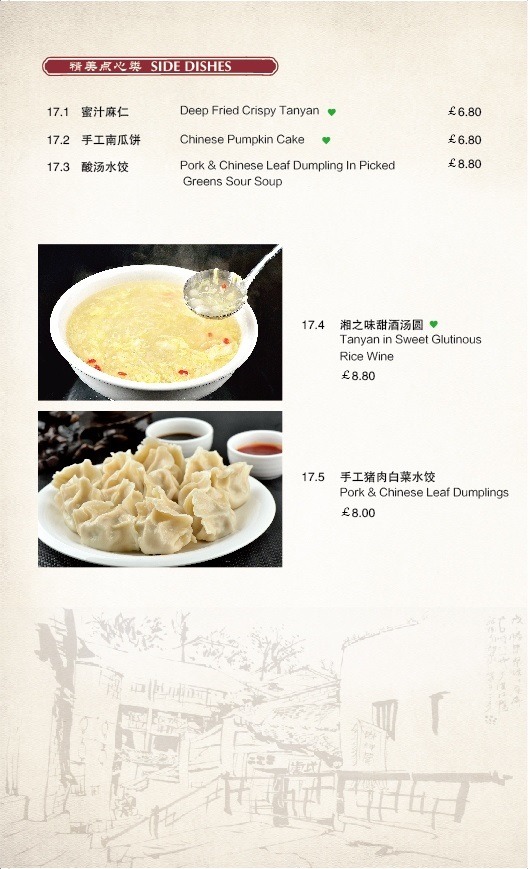 精美点心类 SIDE DISHES
17.1 蜜汁麻仁 Deep Fried Crispy Tanyan £6.80
17.2 手工南瓜饼 Chinese Pumpkin Cake £6.80
17.3 酸汤水饺 Pork & Chinese Leaf Dumpling In Picked £8.80
Greens Sour Soup
17.4 湘之味甜酒汤圆
Tanyan in Sweet Glutinous
Rice Wine
£8.80
17.5 手工猪肉白菜水饺
Pork & Chinese Leaf Dumplings
£8.00